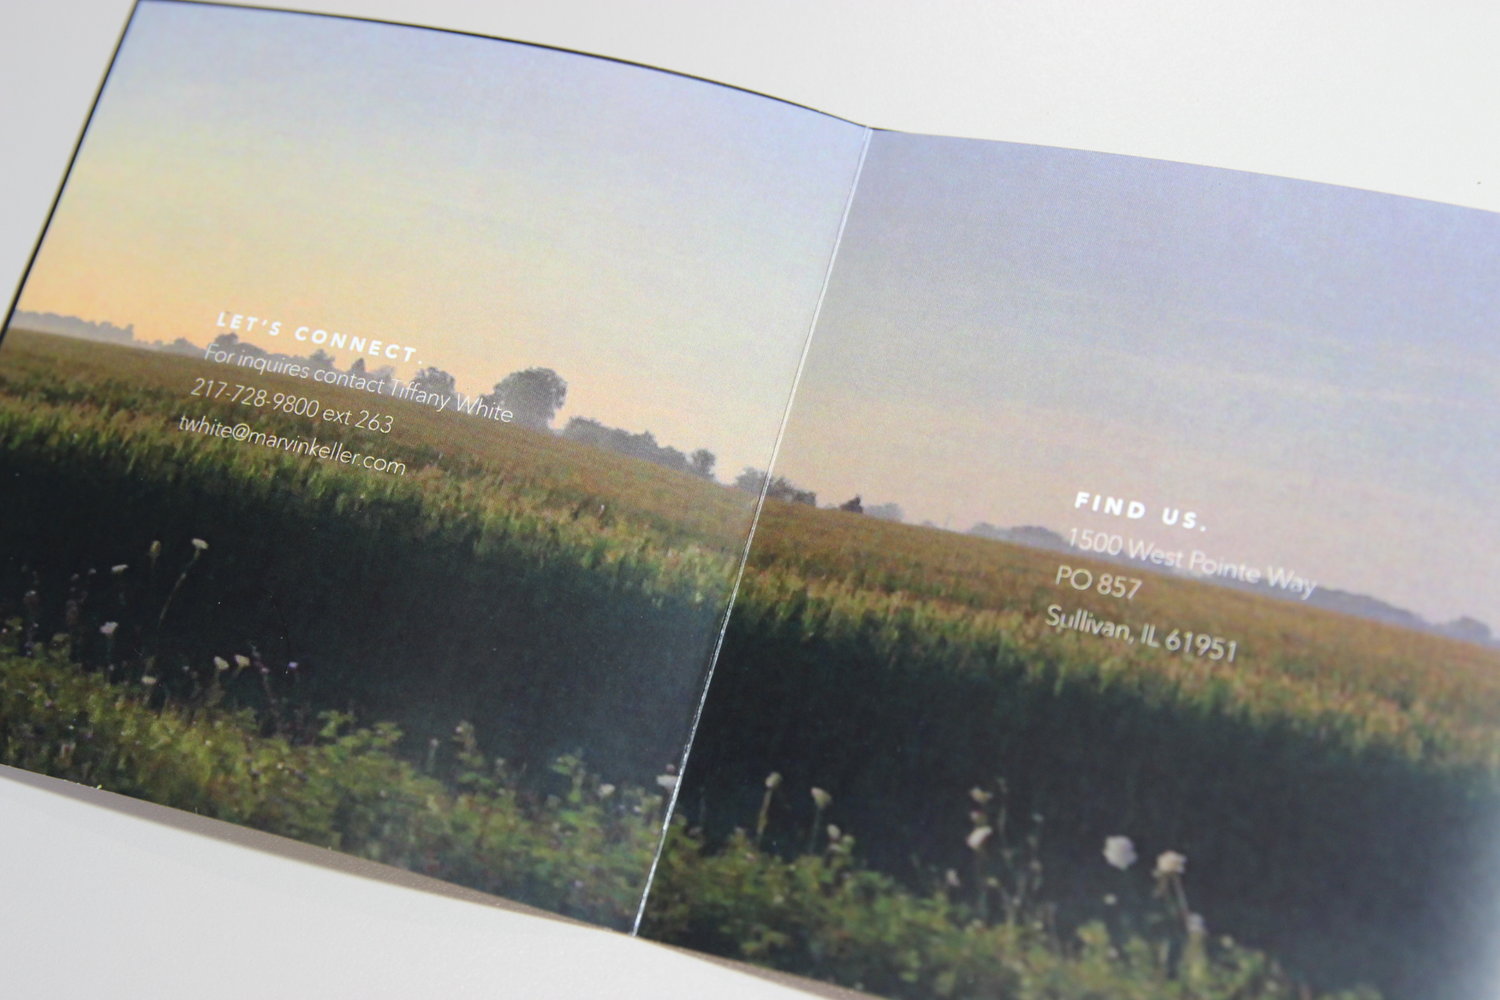 LET'S CONNECT.
For inquires contact Tiffany White
217-728-9800 ext 263
twhite@marvinkeller.com
FIND US.
1500 West Pointe Way
PO 857
Sullivan, IL 61951